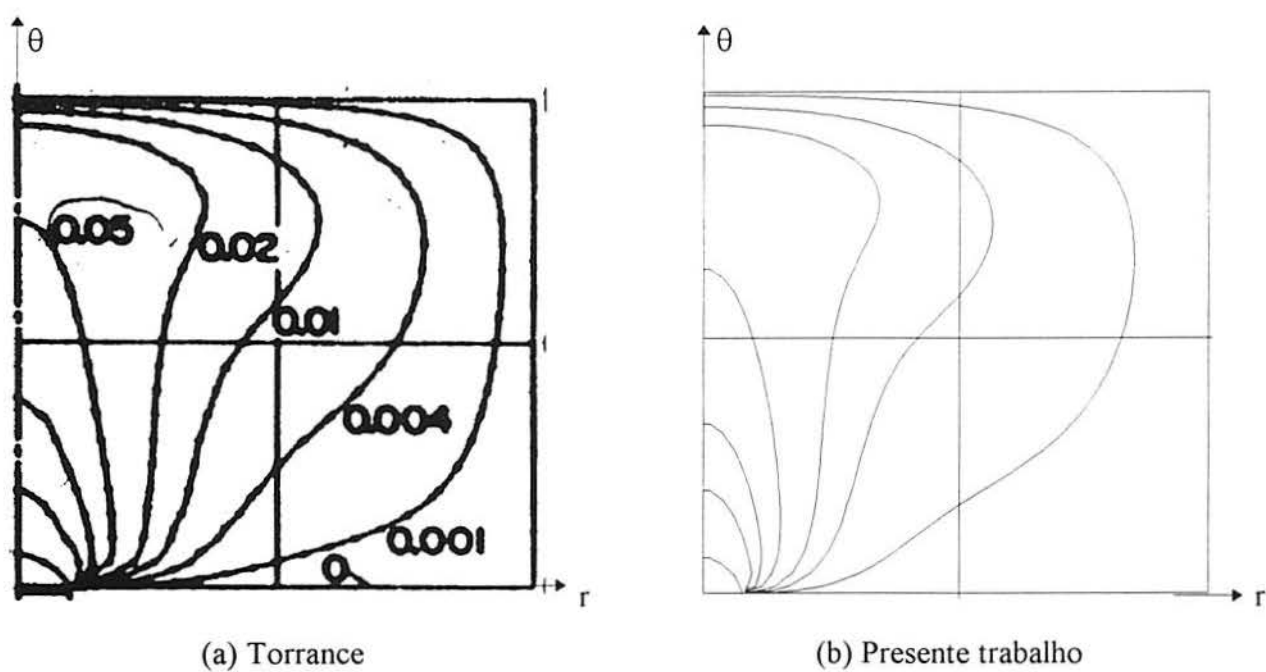 θ
0.05
0.02
0.01
0.004
0.001
0
r
(a) Torrance
θ
r
(b) Presente trabalho